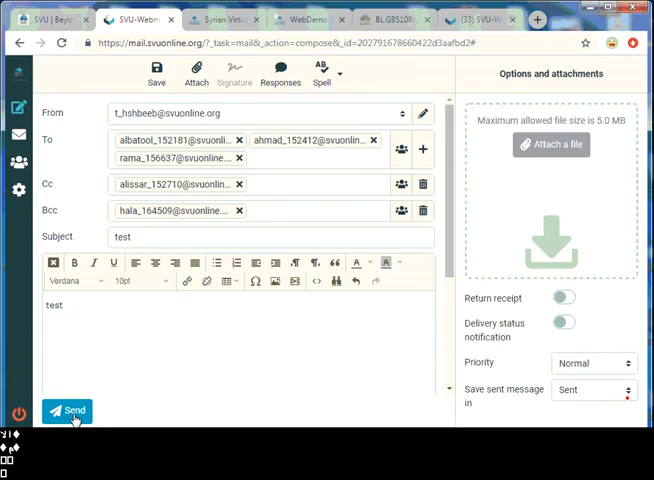 SVU | Beyon
SVU-Webm
Syrian Virtu
WebDemo
BL.GBS108
(33) SVU-W
https://mail.svuonline.org/?_task=mail&_action=compose&_id=202791678660422d3aafbd2#
Save
Attach
Signature
Responses
Spell
Options and attachments
From
t_hshbeeb@svuonline.org
To
albatool_152181@svuonli...
ahmad_152412@svuonlin...
rama_156637@svuonline....
Cc
alissar_152710@svuonlin...
Bcc
hala_164509@svuonline....
Subject
test
Verdana
10pt
test
Maximum allowed file size is 5.0 MB
Attach a file
Return receipt
Delivery status
notification
Priority
Normal
Save sent message
in
Sent
Send